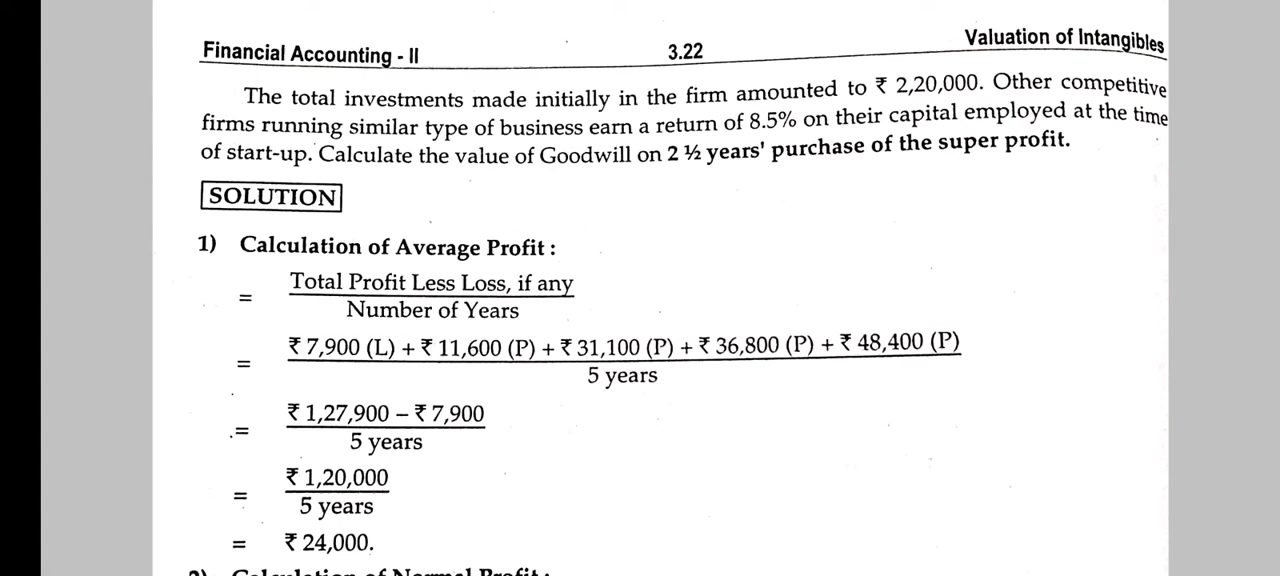 Financial Accounting - II 3.22 Valuation of Intangibles
The total investments made initially in the firm amounted to ₹ 2,20,000. Other competitive
firms running similar type of business earn a return of 8.5% on their capital employed at the time
of start-up. Calculate the value of Goodwill on 2 ½ years' purchase of the super profit.
SOLUTION
1) Calculation of Average Profit :
= Total Profit Less Loss, if any
Number of Years
= ₹ 7,900 (L) + ₹ 11,600 (P) + ₹ 31,100 (P) + ₹ 36,800 (P) + ₹ 48,400 (P)
5 years
= ₹ 1,27,900 – ₹ 7,900
5 years
= ₹ 1,20,000
5 years
= ₹ 24,000.
2) Calculation of Normal Profit :